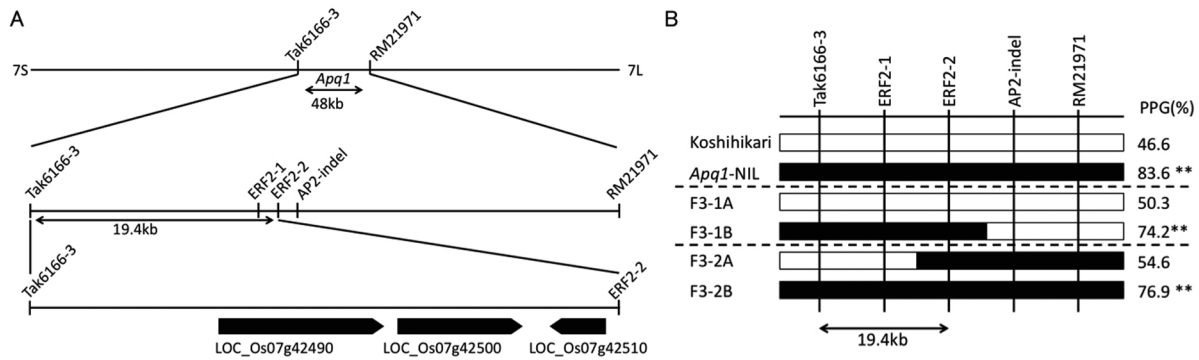 A
Tak6166-3
RM21971
7S
Apq1
7L
48kb
Tak6166-3
ERF2-1
ERF2-2
AP2-indel
RM21971
19.4kb
Tak6166-3
ERF2-2
LOC_Os07g42490
LOC_Os07g42500
LOC_Os07g42510
B
Tak6166-3
ERF2-1
ERF2-2
AP2-indel
RM21971
PPG(%)
Koshihikari 46.6
Apq1-NIL 83.6 **
F3-1A 50.3
F3-1B 74.2**
F3-2A 54.6
F3-2B 76.9 **
19.4kb